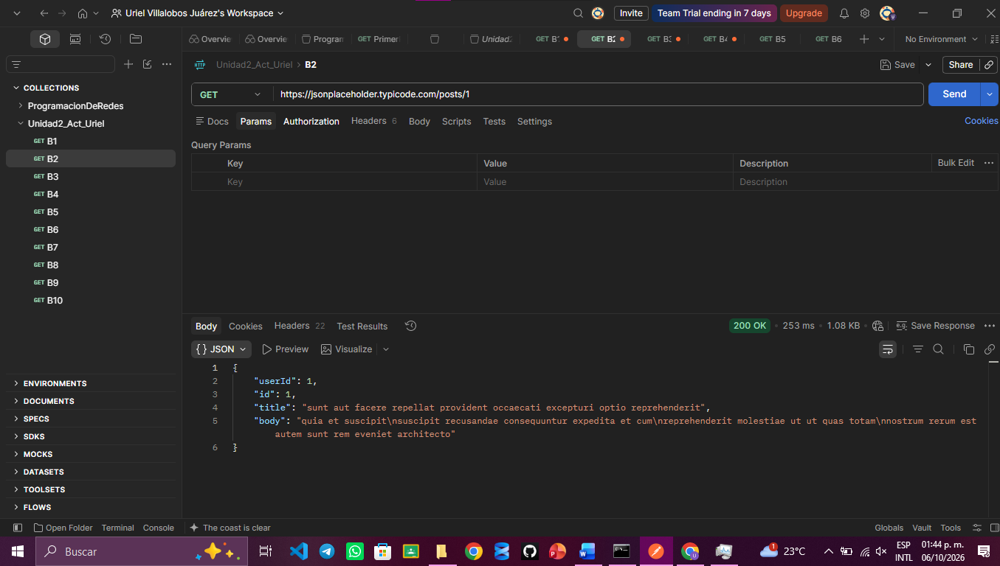 Uriel Villalobos Juárez's Workspace
Invite
Team Trial ending in 7 days
Upgrade
Overvie
Overvie
Program
GET Primer
Unidad2
GET B1
GET B2
GET B3
GET B4
GET B5
GET B6
No Environment
HTTP
Unidad2_Act_Uriel > B2
Save
Share
GET
https://jsonplaceholder.typicode.com/posts/1
Send
Docs
Params
Authorization
Headers 6
Body
Scripts
Tests
Settings
Cookies
Query Params
Key Value Description Bulk Edit
Key Value Description
COLLECTIONS
ProgramacionDeRedes
Unidad2_Act_Uriel
GET B1
GET B2
GET B3
GET B4
GET B5
GET B6
GET B7
GET B8
GET B9
GET B10
ENVIRONMENTS
DOCUMENTS
SPECS
SDKS
MOCKS
DATASETS
TOOLSETS
FLOWS
Body
Cookies
Headers 22
Test Results
200 OK • 253 ms • 1.08 KB
e.g. Save Response
{} JSON
Preview
Visualize
1 {
2 "userId": 1,
3 "id": 1,
4 "title": "sunt aut facere repellat provident occaecati excepturi optio reprehenderit",
5 "body": "quia et suscipit\nsuscipit recusandae consequuntur expedita et cum\nreprehenderit molestiae ut ut quas totam\nnostrum rerum est
autem sunt rem eveniet architecto"
6 }
Open Folder
Terminal
Console
The coast is clear
Globals
Vault
Tools
Buscar
1
23°C
ESP
INTL
01:44 p. m.
06/10/2026